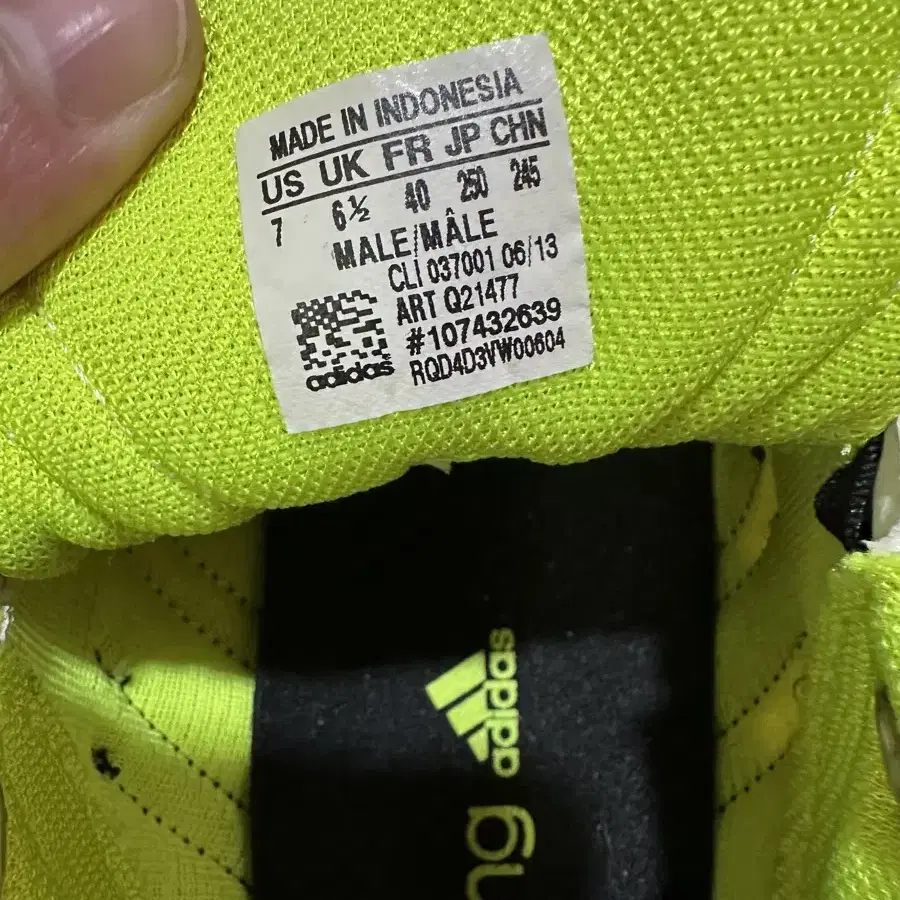 MADE IN INDONESIA
US UK FR JP CHN
7 6½ 40 250 245
MALE/MÂLE
CLI 037001 06/13
ART Q21477
#107432639
RQD4D3VW00604
adidas
adidas
ng